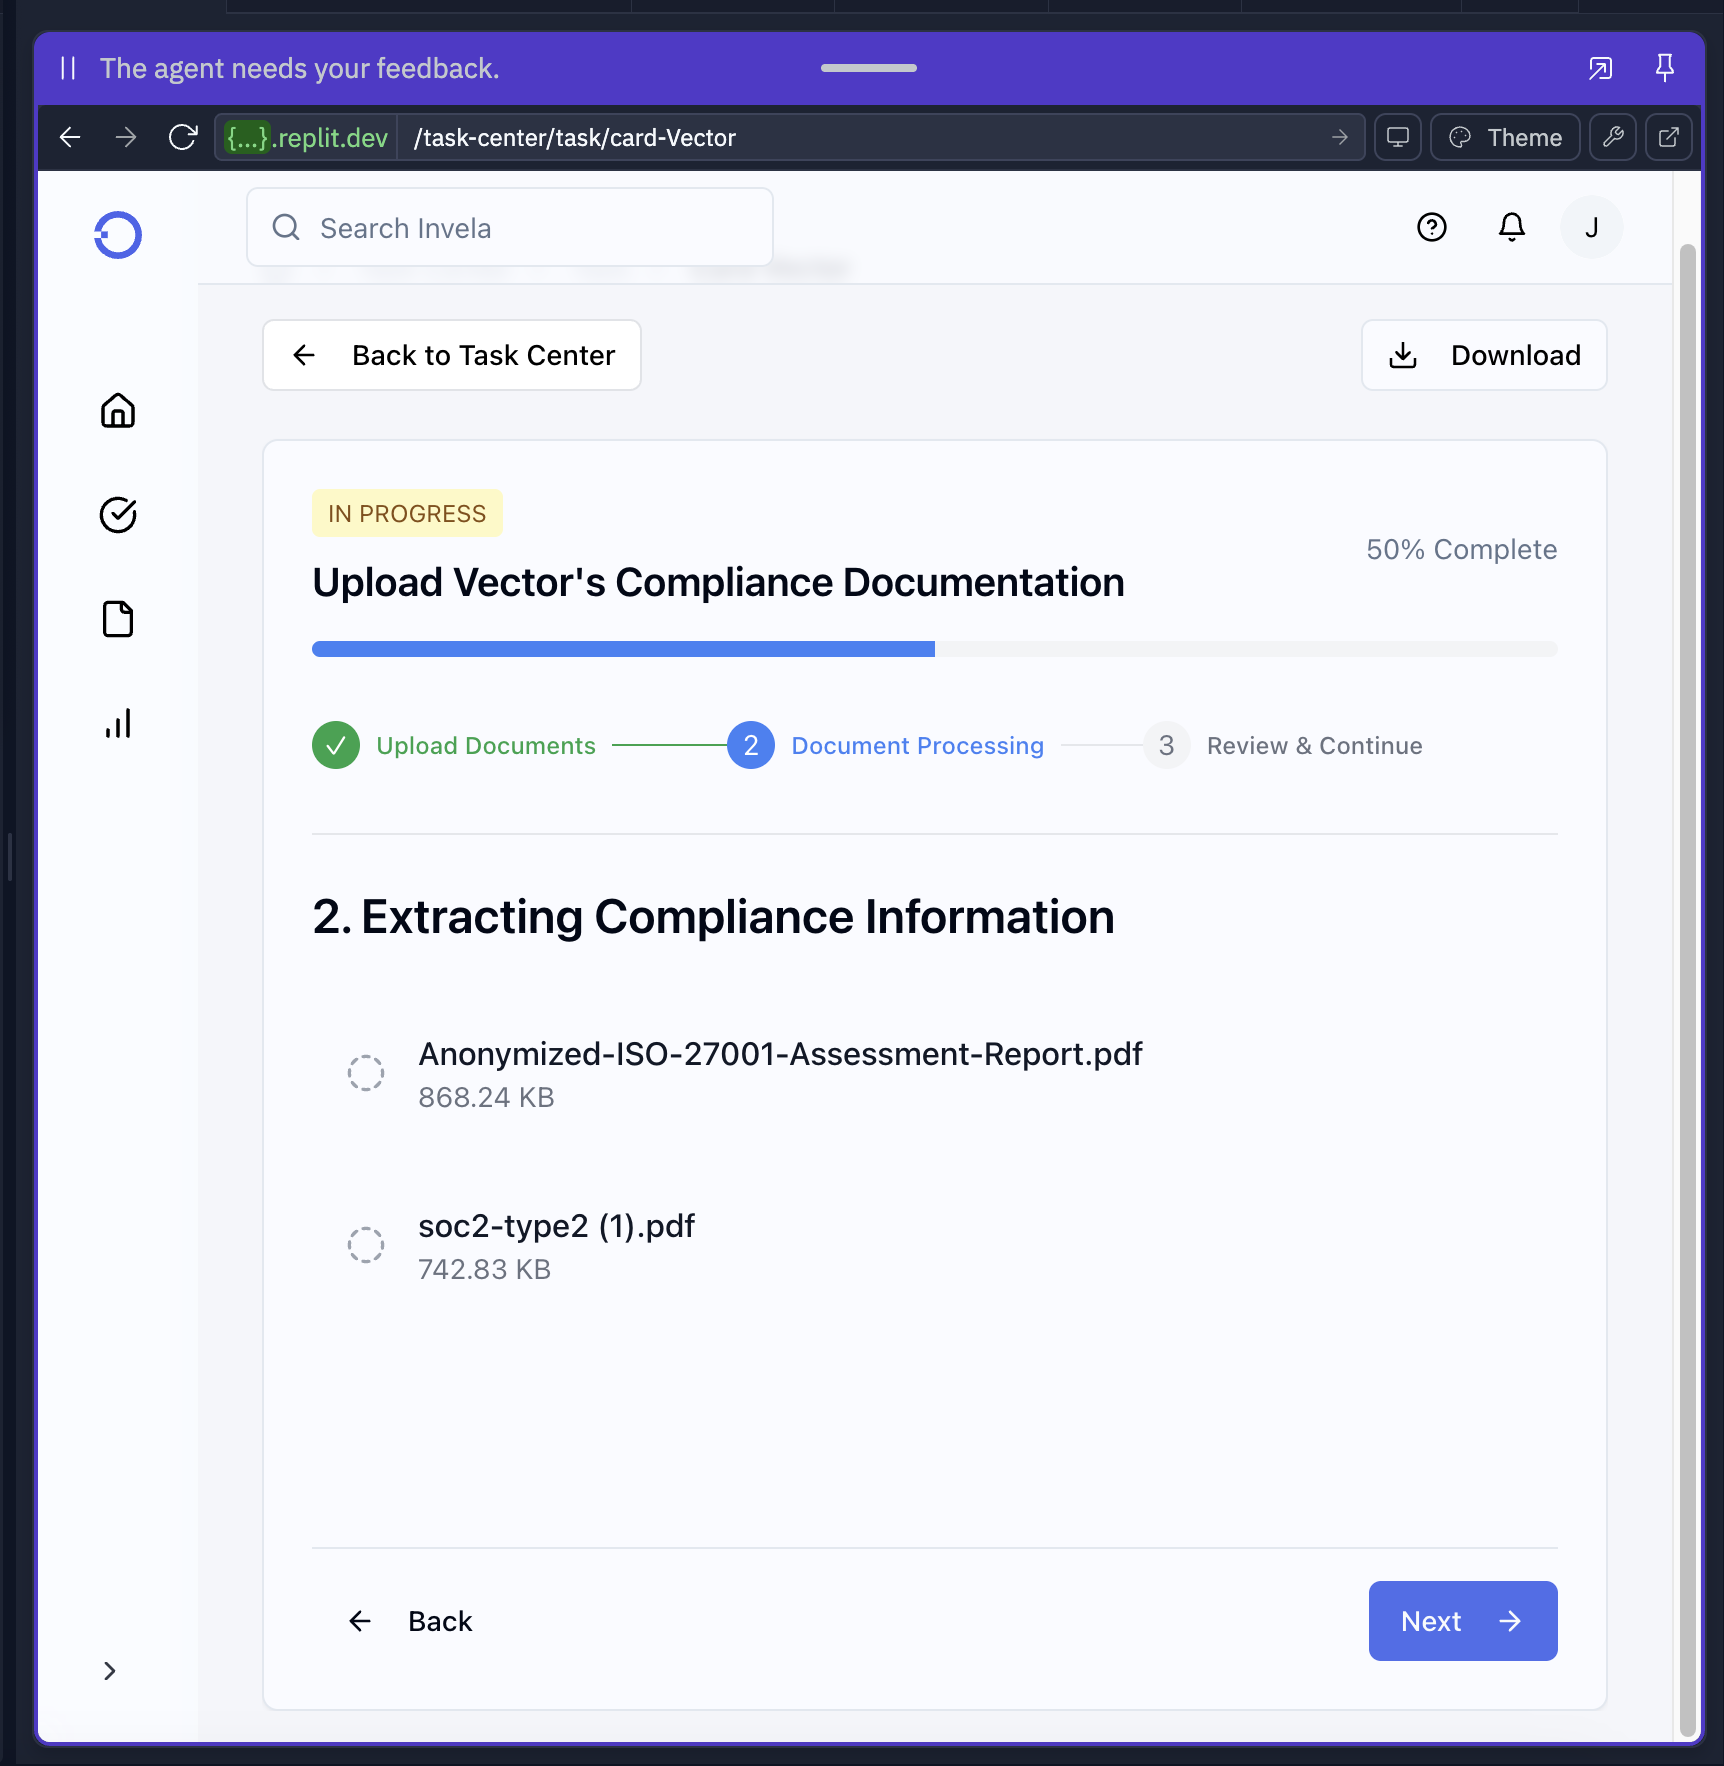 The agent needs your feedback.
{...}.replit.dev /task-center/task/card-Vector
Theme
Search Invela
J
Back to Task Center
Download
IN PROGRESS
50% Complete
Upload Vector's Compliance Documentation
Upload Documents
2 Document Processing
3 Review & Continue
2. Extracting Compliance Information
Anonymized-ISO-27001-Assessment-Report.pdf
868.24 KB
soc2-type2 (1).pdf
742.83 KB
Back
Next